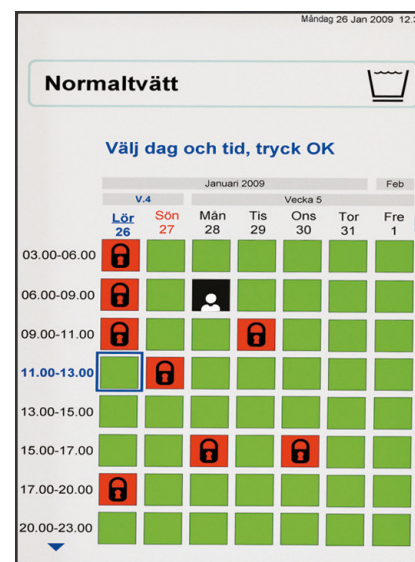 Måndag 26 Jan 2009 12.
Normaltvätt
Välj dag och tid, tryck OK
Januari 2009 Feb
V.4 Vecka 5
Lör Sön Mån Tis Ons Tor Fre
26 27 28 29 30 31 1
03.00-06.00
06.00-09.00
09.00-11.00
11.00-13.00
13.00-15.00
15.00-17.00
17.00-20.00
20.00-23.00